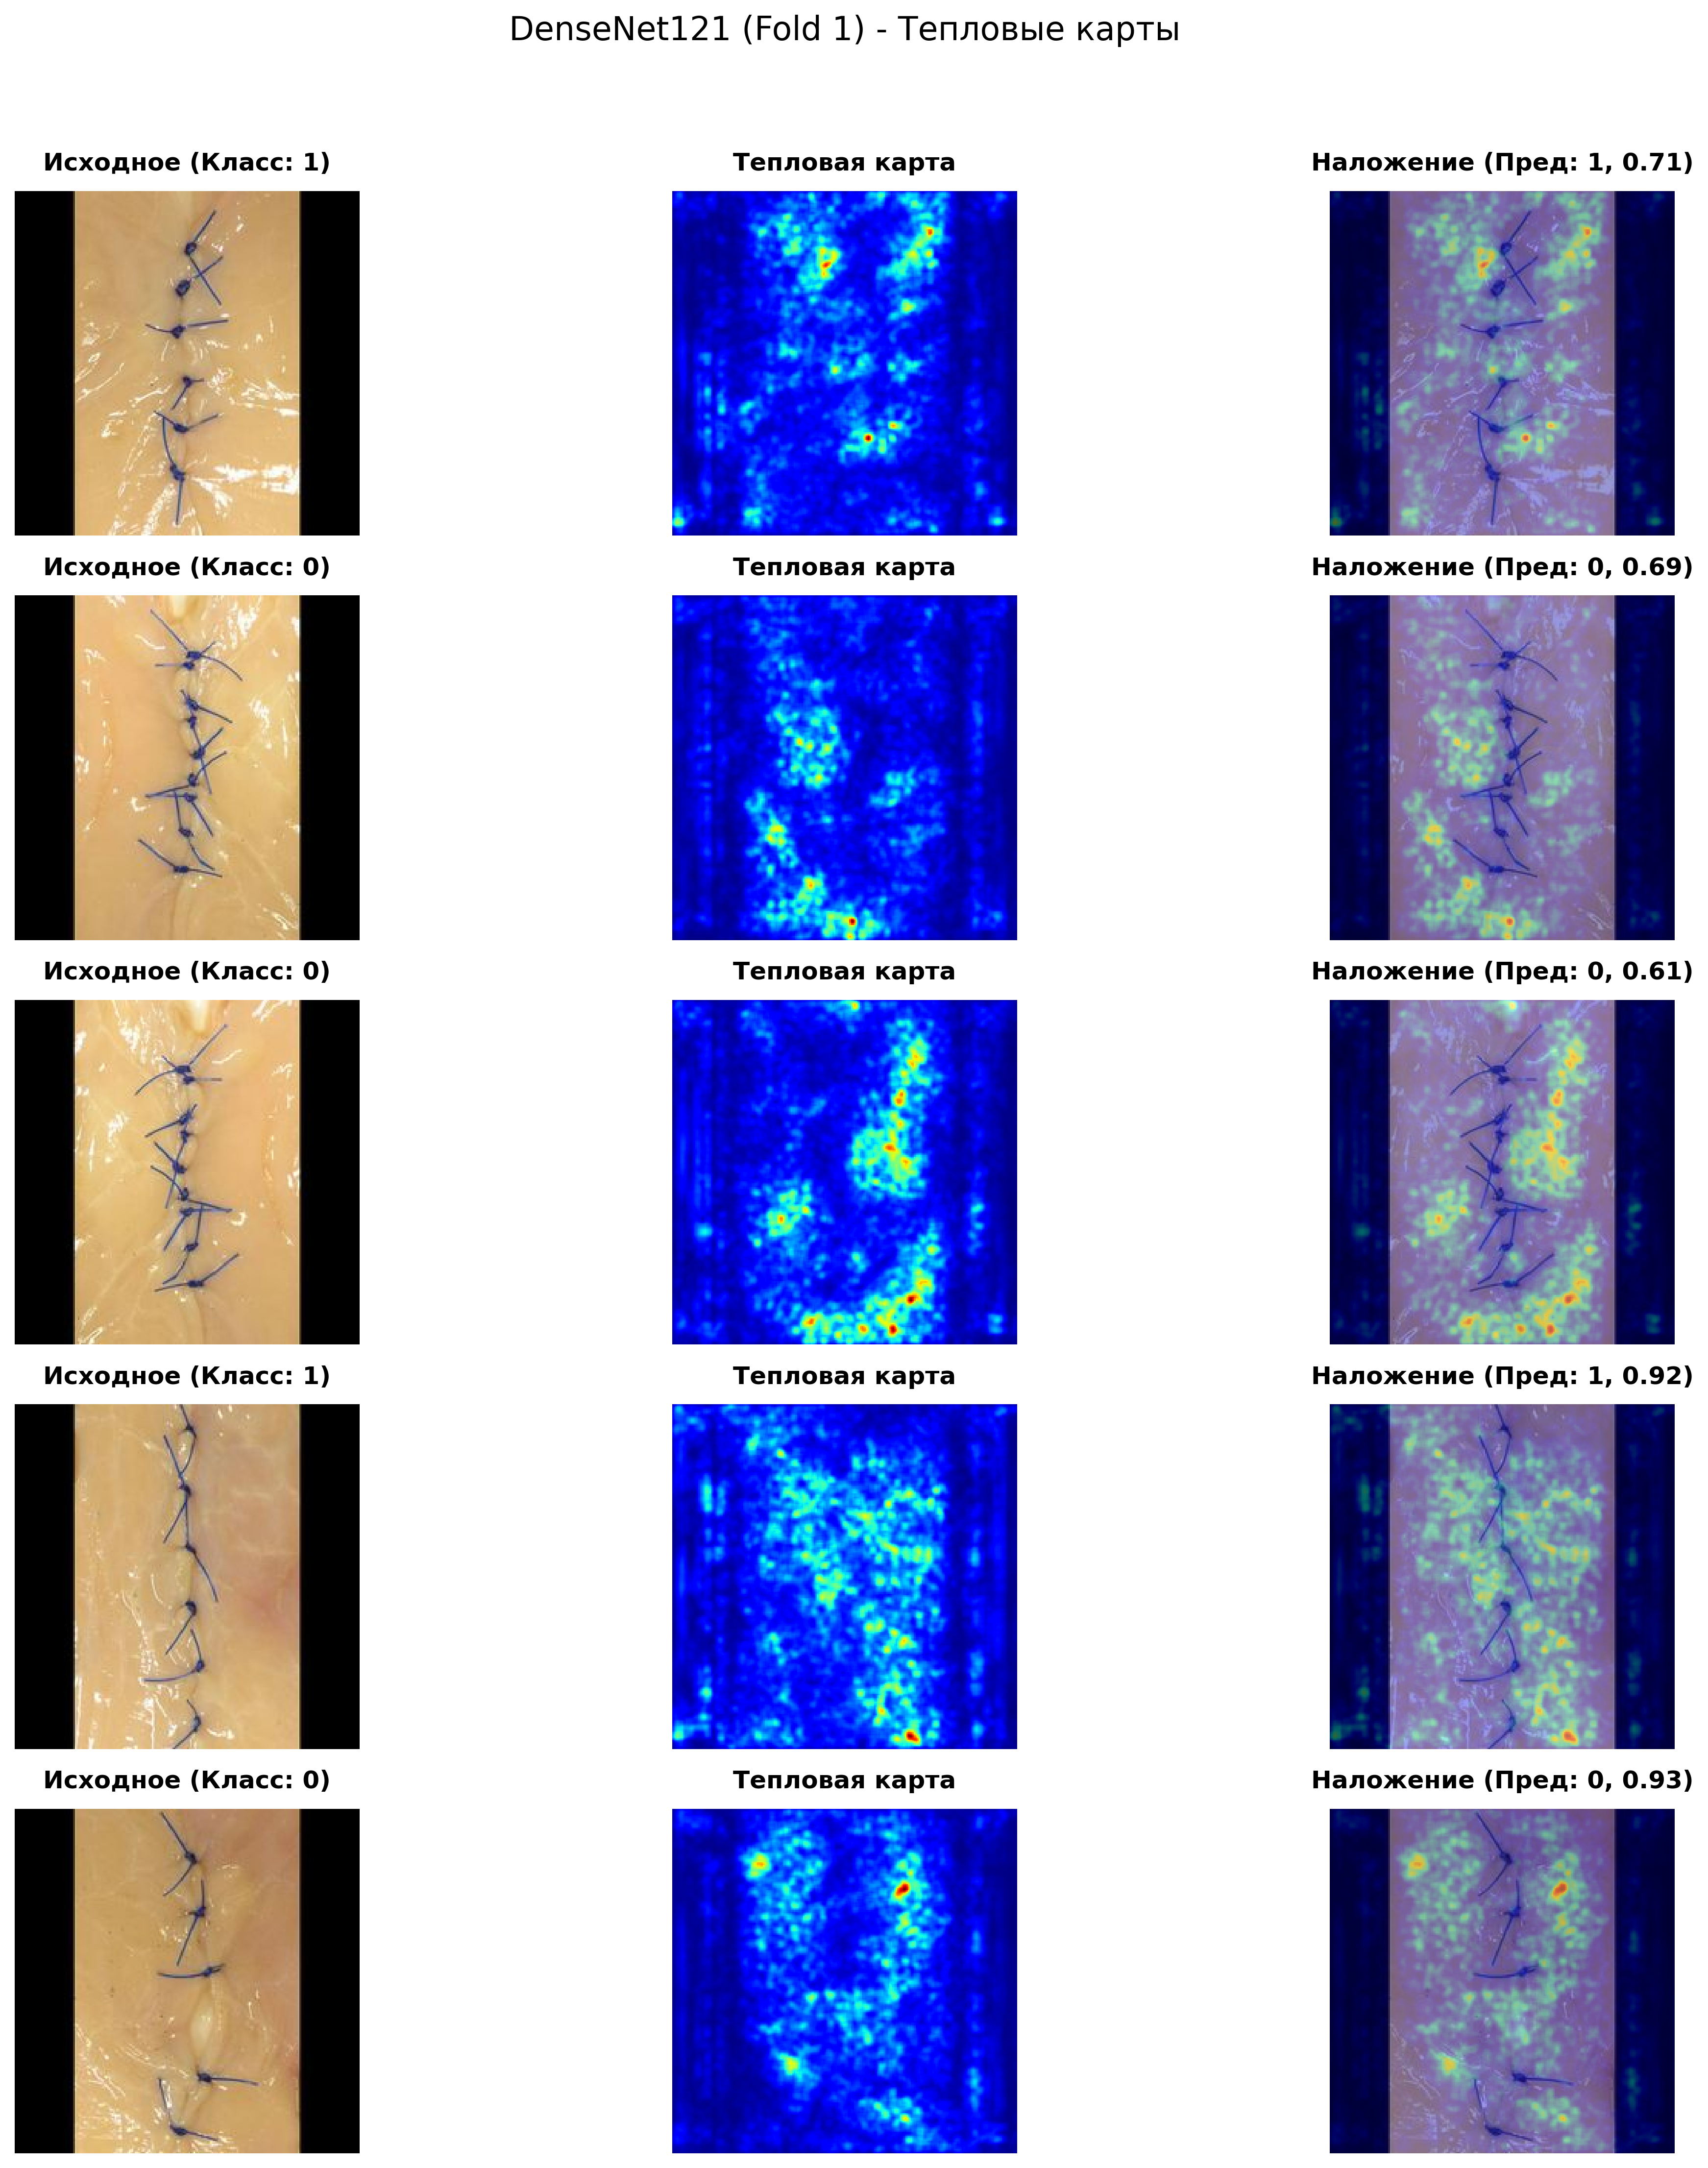 DenseNet121 (Fold 1) - Тепловые карты
Исходное (Класс: 1)
Тепловая карта
Наложение (Пред: 1, 0.71)
Исходное (Класс: 0)
Тепловая карта
Наложение (Пред: 0, 0.69)
Исходное (Класс: 0)
Тепловая карта
Наложение (Пред: 0, 0.61)
Исходное (Класс: 1)
Тепловая карта
Наложение (Пред: 1, 0.92)
Исходное (Класс: 0)
Тепловая карта
Наложение (Пред: 0, 0.93)